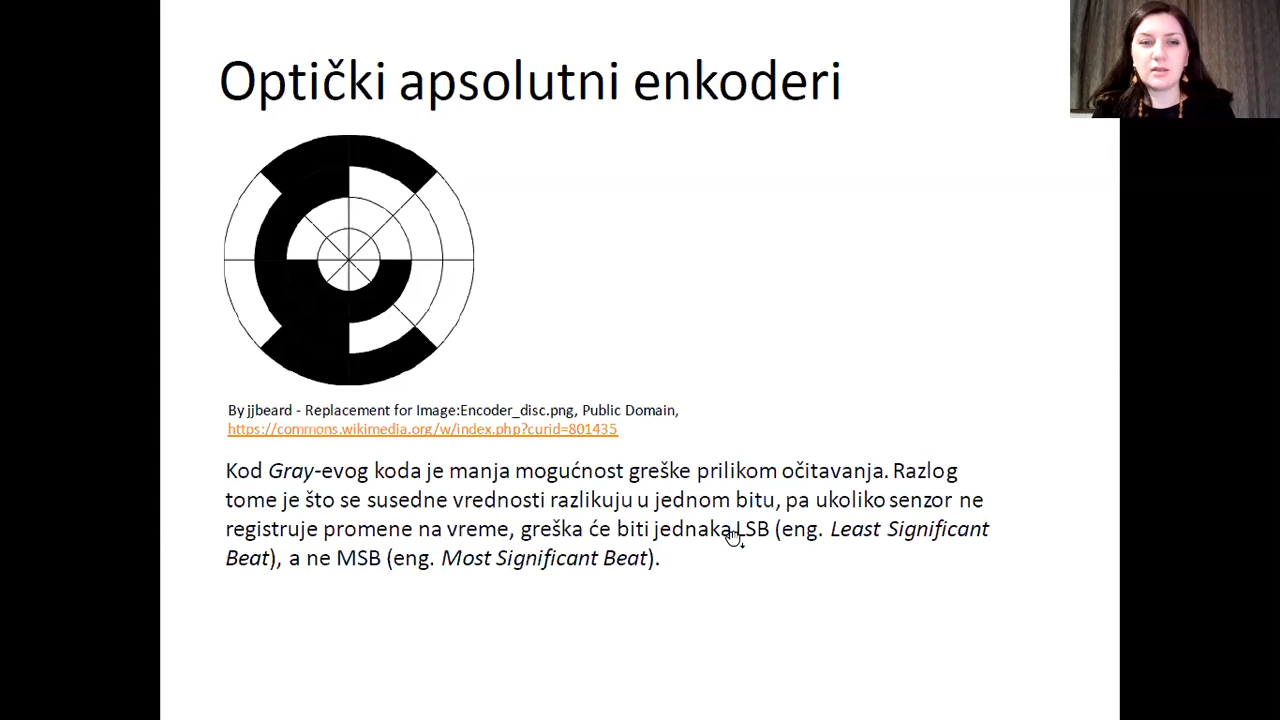 Optički apsolutni enkoderi
By jjbeard - Replacement for Image:Encoder_disc.png, Public Domain,
https://commons.wikimedia.org/w/index.php?curid=801435
Kod Gray-evog koda je manja mogućnost greške prilikom očitavanja. Razlog
tome je što se susedne vrednosti razlikuju u jednom bitu, pa ukoliko senzor ne
registruje promene na vreme, greška će biti jednaka LSB (eng. Least Significant
Beat), a ne MSB (eng. Most Significant Beat).